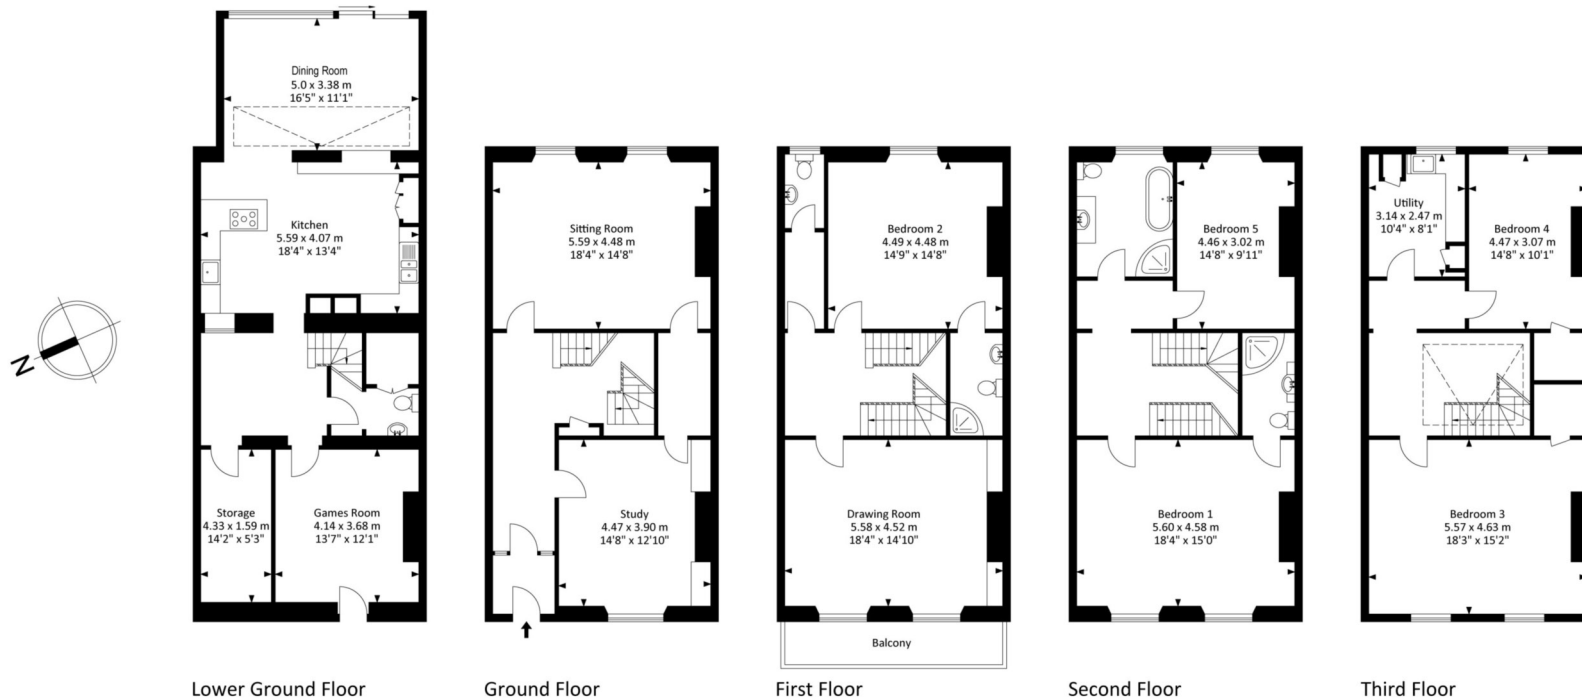 Dining Room
5.0 x 3.38 m
16'5" x 11'1"
Kitchen
5.59 x 4.07 m
18'4" x 13'4"
Storage
4.33 x 1.59 m
14'2" x 5'3"
Games Room
4.14 x 3.68 m
13'7" x 12'1"
N
Lower Ground Floor
Sitting Room
5.59 x 4.48 m
18'4" x 14'8"
Study
4.47 x 3.90 m
14'8" x 12'10"
Ground Floor
Bedroom 2
4.49 x 4.48 m
14'9" x 14'8"
Drawing Room
5.58 x 4.52 m
18'4" x 14'10"
Balcony
First Floor
Bedroom 5
4.46 x 3.02 m
14'8" x 9'11"
Bedroom 1
5.60 x 4.58 m
18'4" x 15'0"
Second Floor
Utility
3.14 x 2.47 m
10'4" x 8'1"
Bedroom 4
4.47 x 3.07 m
14'8" x 10'1"
Bedroom 3
5.57 x 4.63 m
18'3" x 15'2"
Third Floor